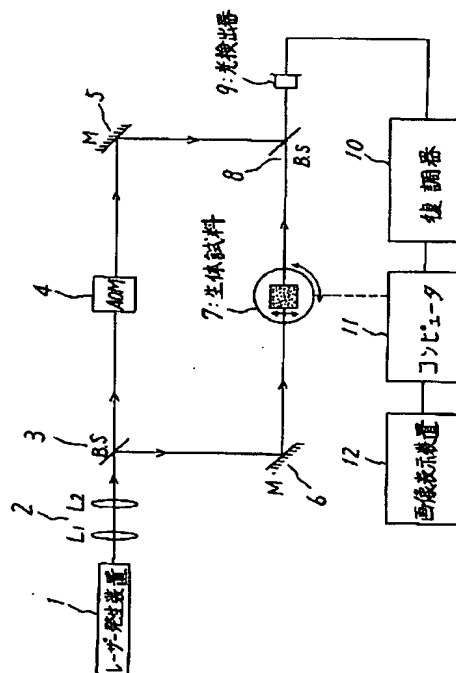 1
レーザー発生装置
2
L1 L2
3
B.S
4
AOM
M
5
M
6
7:生体試料
8
B.S
9:光検出器
10
復調器
11
コンピュータ
12
画像表示装置